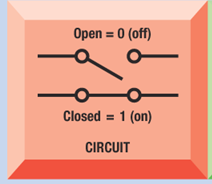 Open = 0 (off)
Closed = 1 (on)
CIRCUIT